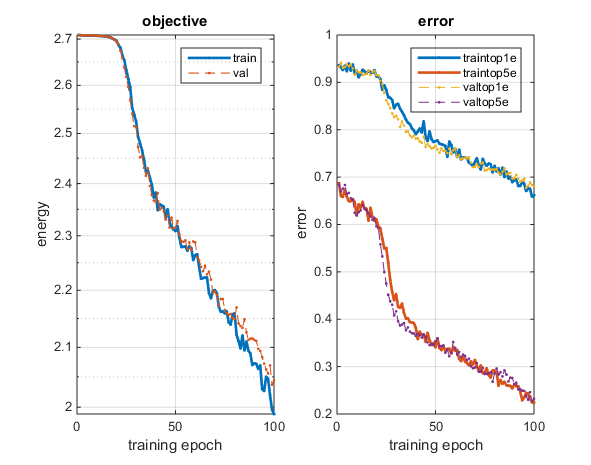 objective
train
val
2.7
2.6
2.5
2.4
2.3
2.2
2.1
2
energy
0
50
100
training epoch
error
traintop1e
traintop5e
valtop1e
valtop5e
1
0.9
0.8
0.7
0.6
0.5
0.4
0.3
0.2
error
0
50
100
training epoch